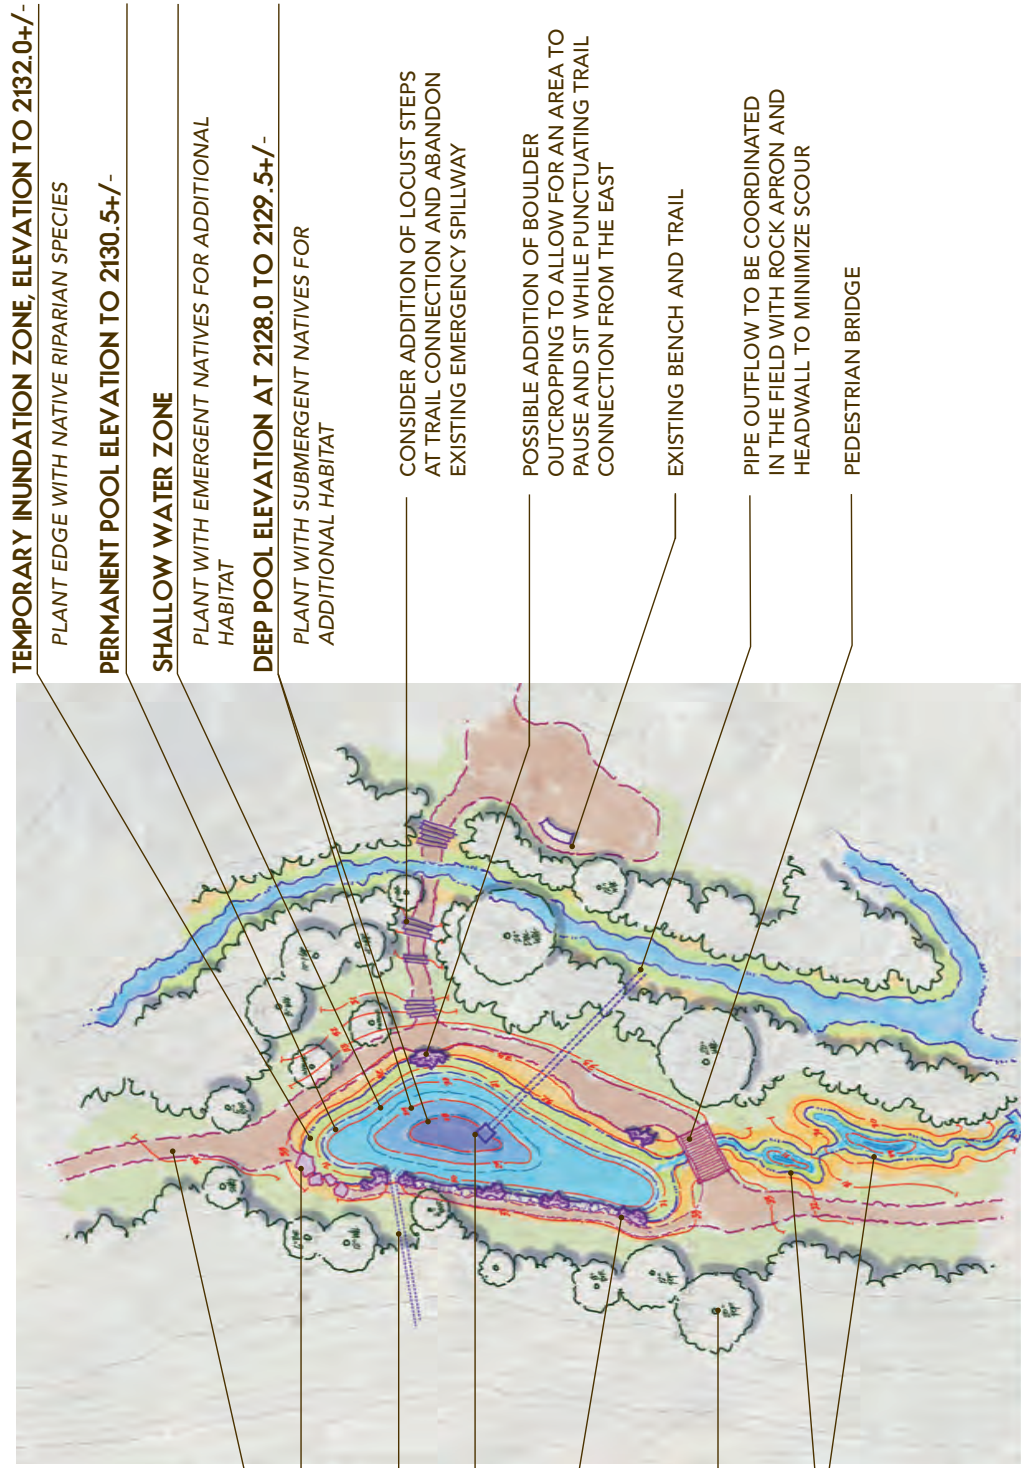 TEMPORARY INUNDATION ZONE, ELEVATION TO 2132.0+/-
PLANT EDGE WITH NATIVE RIPARIAN SPECIES
PERMANENT POOL ELEVATION TO 2130.5+/-
SHALLOW WATER ZONE
PLANT WITH EMERGENT NATIVES FOR ADDITIONAL
HABITAT
DEEP POOL ELEVATION AT 2128.0 TO 2129.5+/-
PLANT WITH SUBMERGENT NATIVES FOR
ADDITIONAL HABITAT
CONSIDER ADDITION OF LOCUST STEPS
AT TRAIL CONNECTION AND ABANDON
EXISTING EMERGENCY SPILLWAY
POSSIBLE ADDITION OF BOULDER
OUTCROPPING TO ALLOW FOR AN AREA TO
PAUSE AND SIT WHILE PUNCTUATING TRAIL
CONNECTION FROM THE EAST
EXISTING BENCH AND TRAIL
PIPE OUTFLOW TO BE COORDINATED
IN THE FIELD WITH ROCK APRON AND
HEADWALL TO MINIMIZE SCOUR
PEDESTRIAN BRIDGE